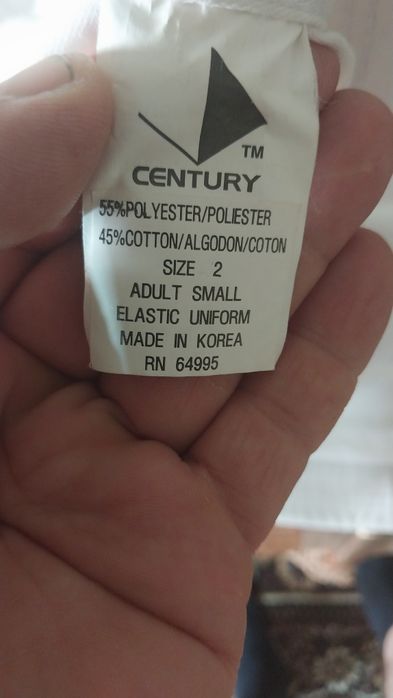 TM
CENTURY
55%POLYESTER/POLIESTER
45%COTTON/ALGODON/COTON
SIZE 2
ADULT SMALL
ELASTIC UNIFORM
MADE IN KOREA
RN 64995